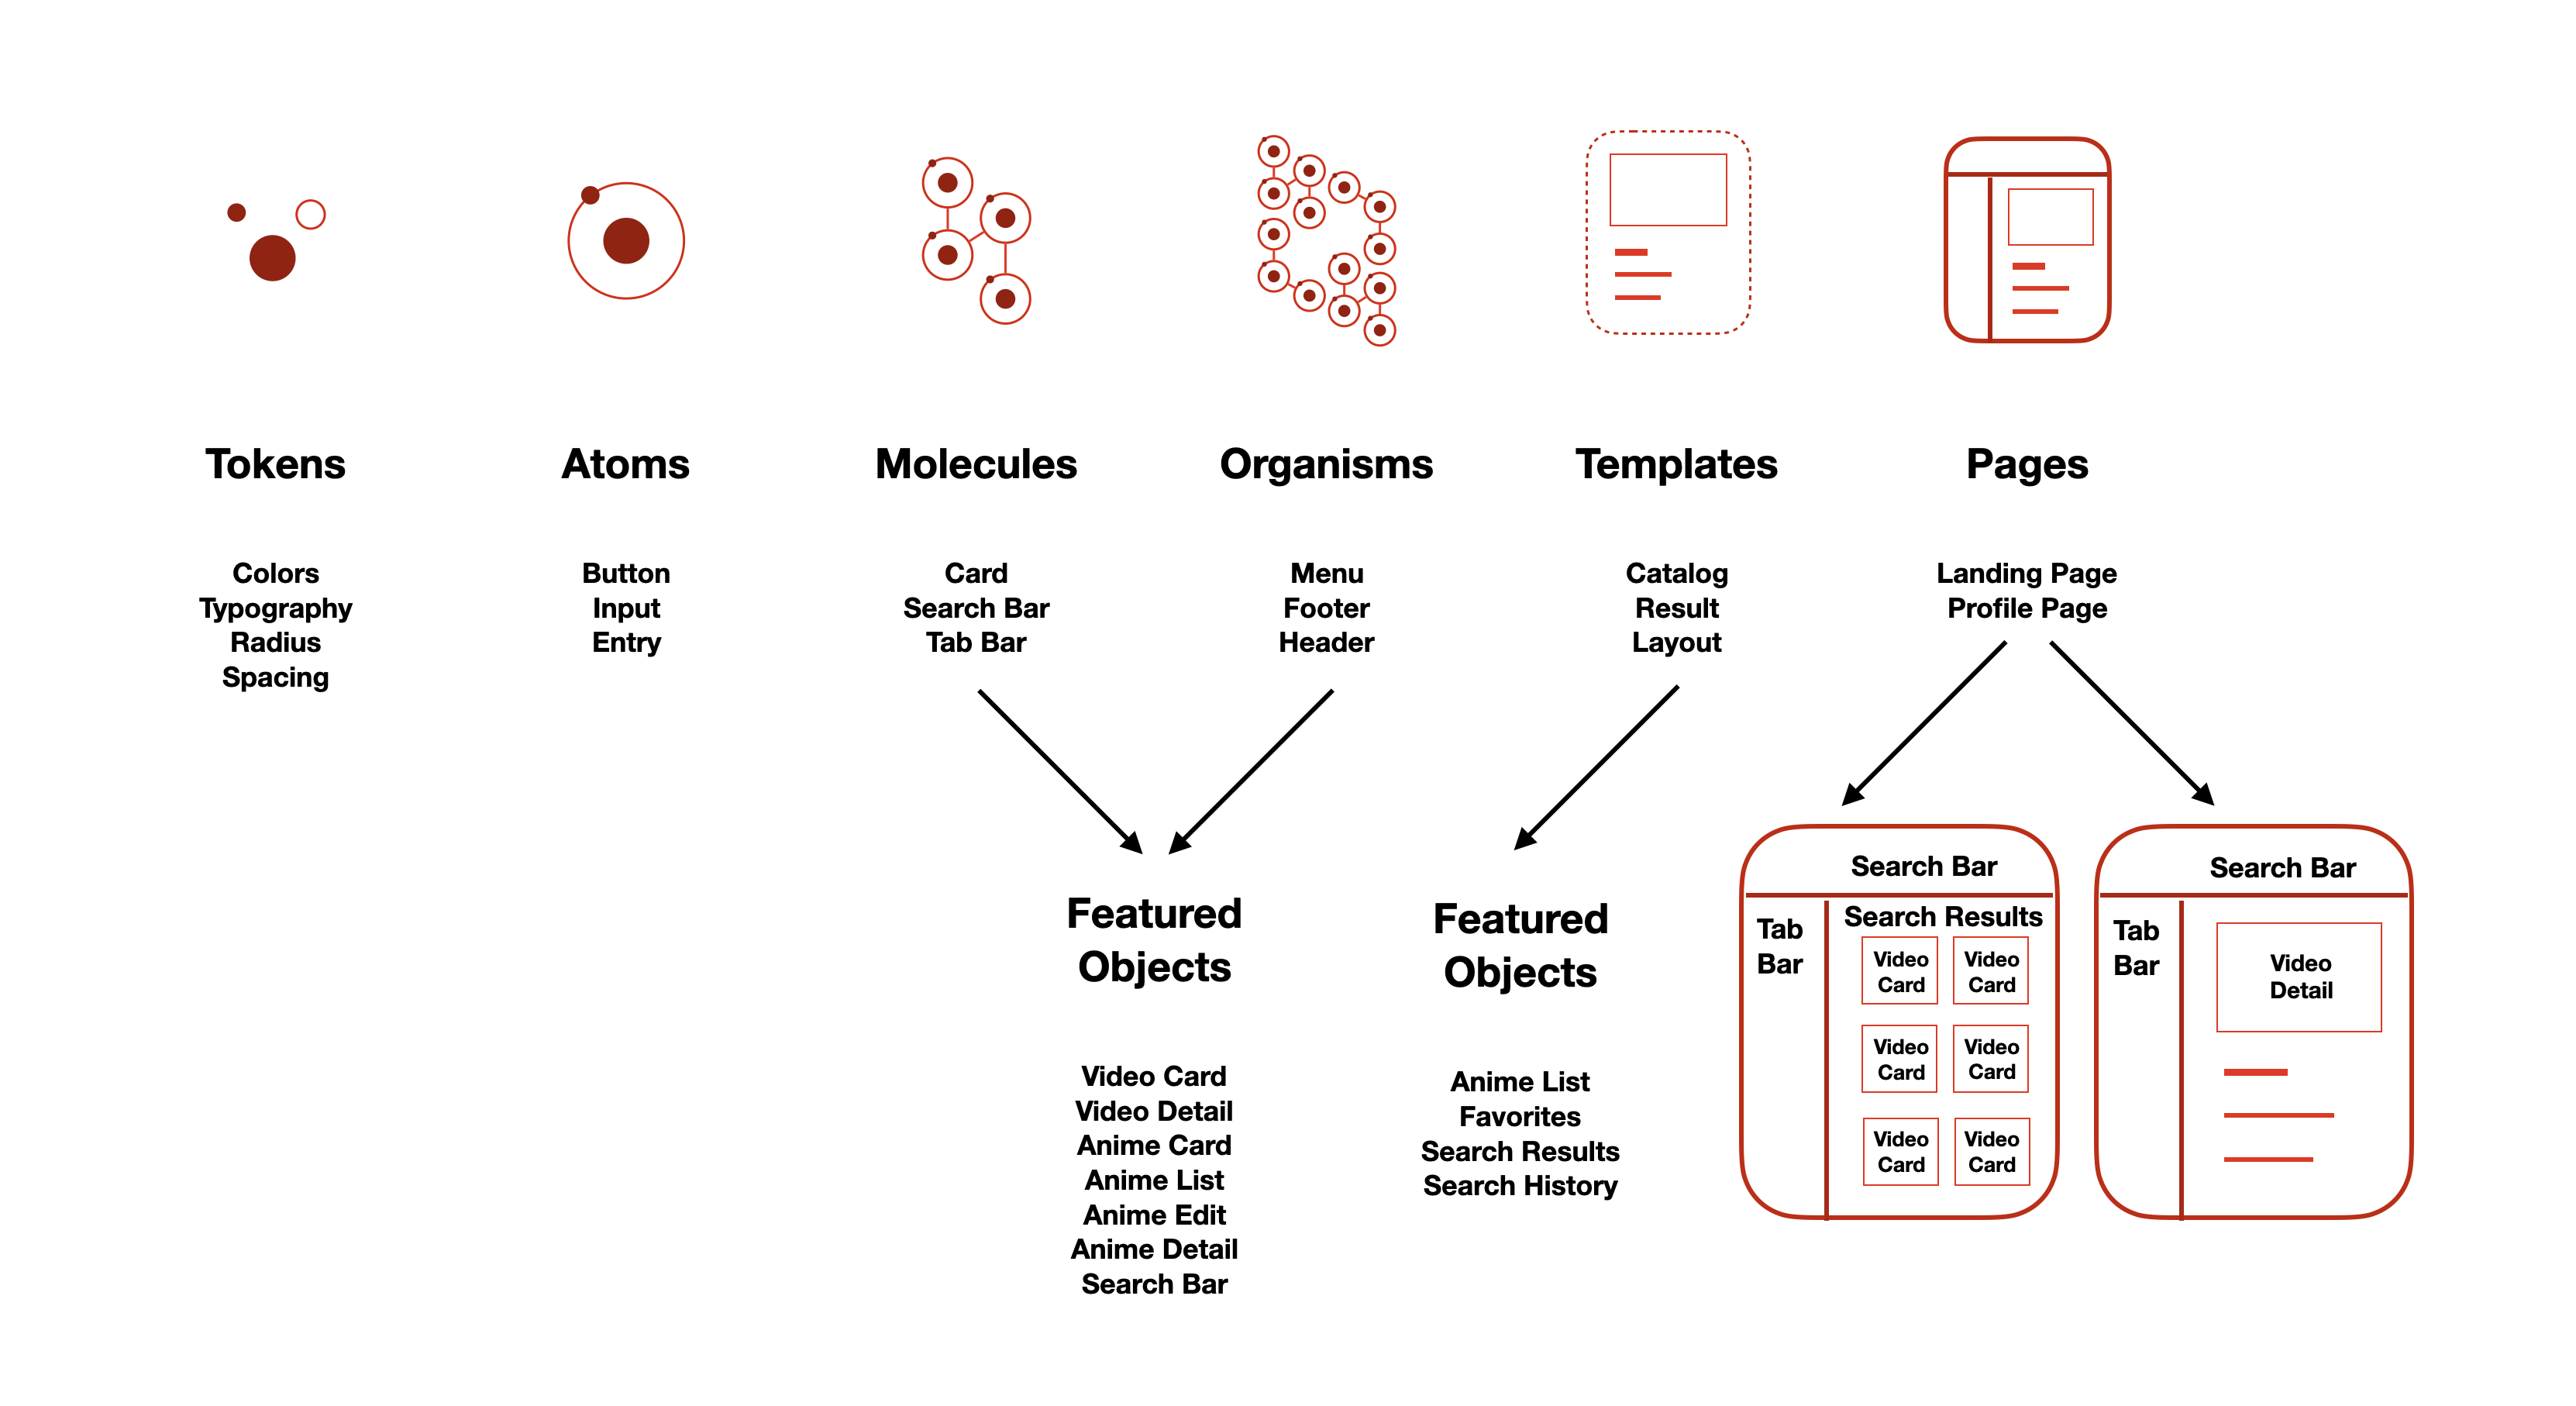 Tokens
Atoms
Molecules
Organisms
Templates
Pages
Colors
Typography
Radius
Spacing
Button
Input
Entry
Card
Search Bar
Tab Bar
Menu
Footer
Header
Catalog
Result
Layout
Landing Page
Profile Page
Featured
Objects
Video Card
Video Detail
Anime Card
Anime List
Anime Edit
Anime Detail
Search Bar
Featured
Objects
Anime List
Favorites
Search Results
Search History
Search Bar
Tab
Bar
Search Results
Video
Card
Video
Card
Video
Card
Video
Card
Video
Card
Video
Card
Search Bar
Tab
Bar
Video
Detail